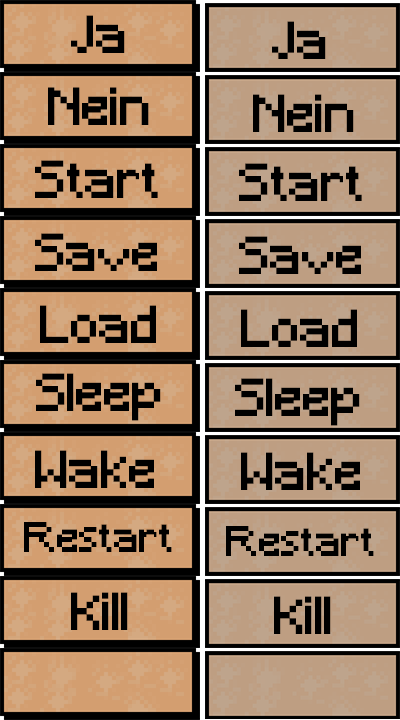 Ja Ja
Nein Nein
Start Start
Save Save
Load Load
Sleep Sleep
Wake Wake
Restart Restart
Kill Kill